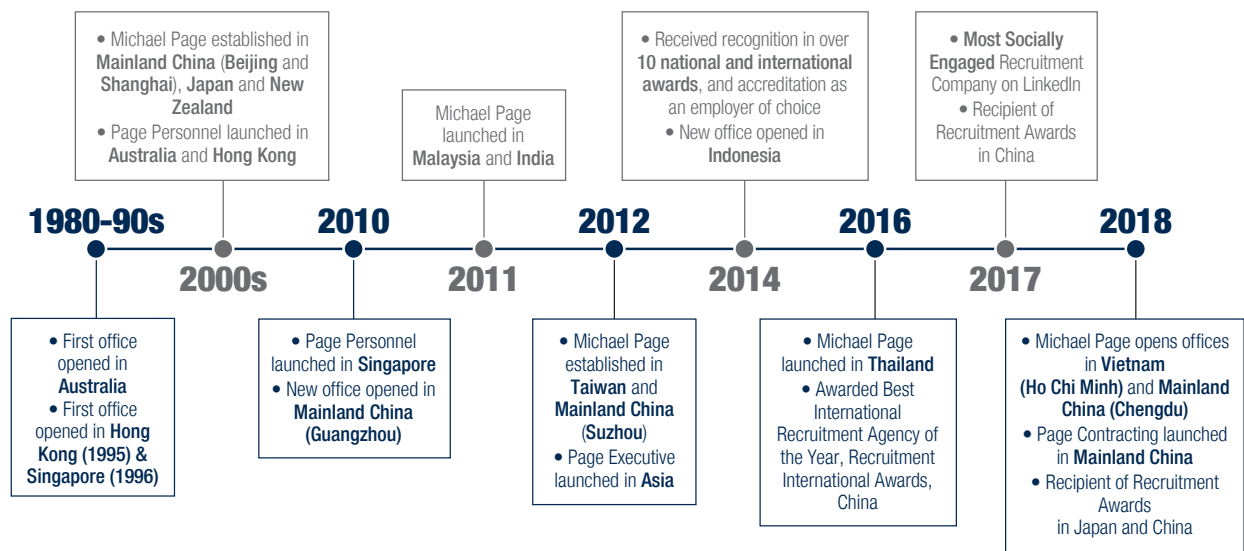 • Michael Page established in
Mainland China (Beijing and
Shanghai), Japan and New
Zealand
• Page Personnel launched in
Australia and Hong Kong
Michael Page
launched in
Malaysia and India
• Received recognition in over
10 national and international
awards, and accreditation as
an employer of choice
• New office opened in
Indonesia
• Most Socially
Engaged Recruitment
Company on LinkedIn
• Recipient of
Recruitment Awards
in China
1980-90s
2000s
2010
2011
2012
2014
2016
2017
2018
• First office
opened in
Australia
• First office
opened in Hong
Kong (1995) &
Singapore (1996)
• Page Personnel
launched in Singapore
• New office opened in
Mainland China
(Guangzhou)
• Michael Page
established in
Taiwan and
Mainland China
(Suzhou)
• Page Executive
launched in Asia
• Michael Page
launched in Thailand
• Awarded Best
International
Recruitment Agency of
the Year, Recruitment
International Awards,
China
• Michael Page opens offices
in Vietnam
(Ho Chi Minh) and Mainland
China (Chengdu)
• Page Contracting launched
in Mainland China
• Recipient of Recruitment
Awards
in Japan and China